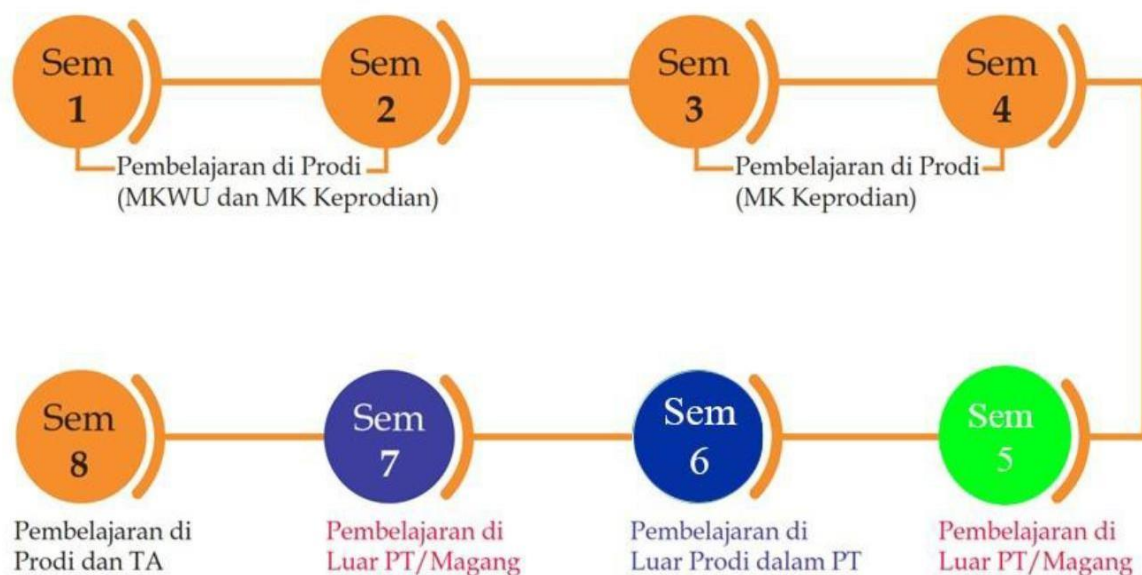 Sem
1
Sem
2
Sem
3
Sem
4
Pembelajaran di Prodi
(MKWU dan MK Keprodian)
Pembelajaran di Prodi
(MK Keprodian)
Sem
8
Sem
7
Sem
6
Sem
5
Pembelajaran di
Prodi dan TA
Pembelajaran di
Luar PT/Magang
Pembelajaran di
Luar Prodi dalam PT
Pembelajaran di
Luar PT/Magang